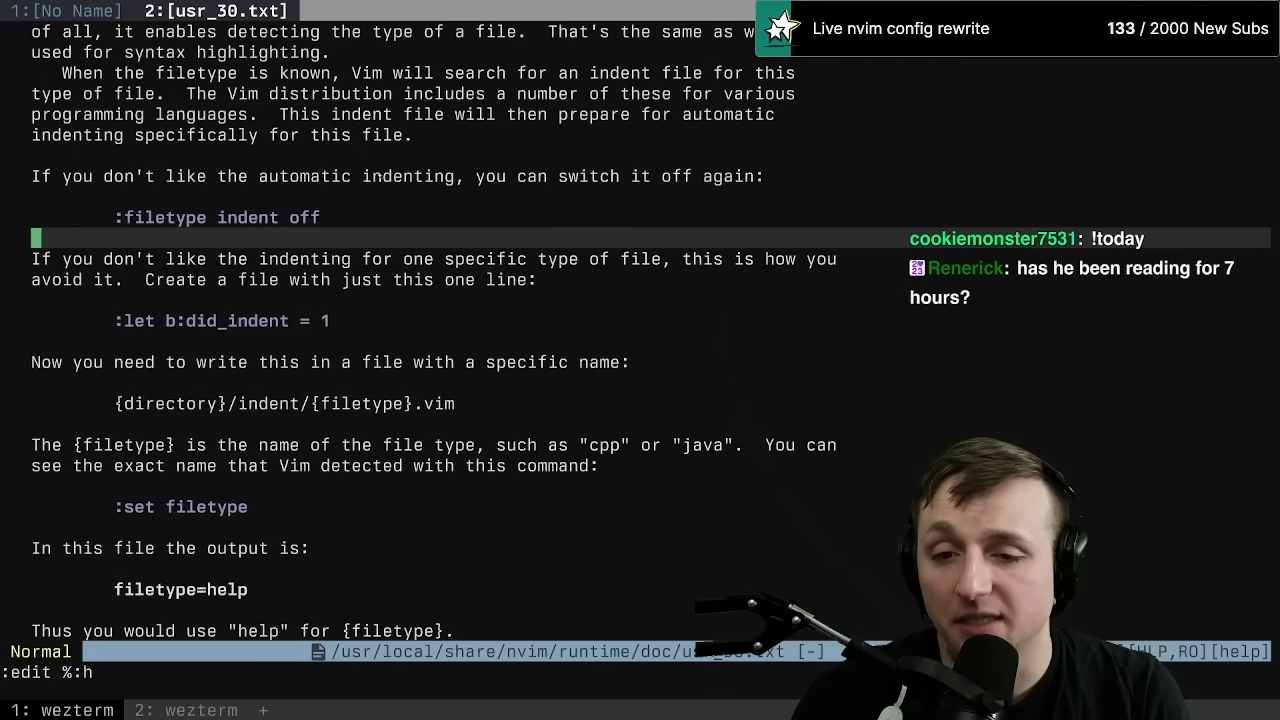 1:[No Name]  2:[usr_30.txt]
Live nvim config rewrite 133 / 2000 New Subs
of all, it enables detecting the type of a file.  That's the same as w
used for syntax highlighting.
When the filetype is known, Vim will search for an indent file for this
type of file.  The Vim distribution includes a number of these for various
programming languages.  This indent file will then prepare for automatic
indenting specifically for this file.
If you don't like the automatic indenting, you can switch it off again:
:filetype indent off
cookiemonster7531: !today
If you don't like the indenting for one specific type of file, this is how you
avoid it.  Create a file with just this one line:
Renerick: has he been reading for 7
hours?
:let b:did_indent = 1
Now you need to write this in a file with a specific name:
{directory}/indent/{filetype}.vim
The {filetype} is the name of the file type, such as "cpp" or "java".  You can
see the exact name that Vim detected with this command:
:set filetype
In this file the output is:
filetype=help
Thus you would use "help" for {filetype}.
Normal /usr/local/share/nvim/runtime/doc/usr_30.txt [-] [HLP,RO][help]
:edit %:h
1: wezterm  2: wezterm  +